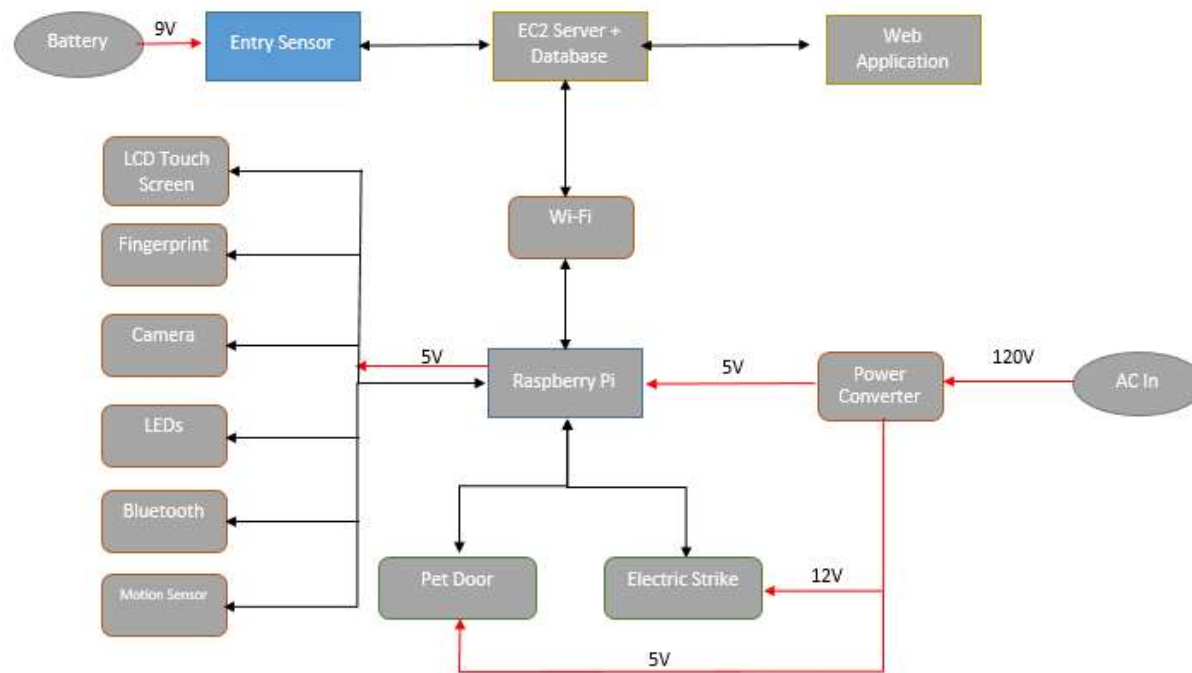 Battery
9V
Entry Sensor
EC2 Server +
Database
Web
Application
LCD Touch
Screen
Fingerprint
Wi-Fi
Camera
5V
Raspberry Pi
5V
Power
Converter
120V
AC In
LEDs
Bluetooth
Motion Sensor
Pet Door
Electric Strike
12V
5V